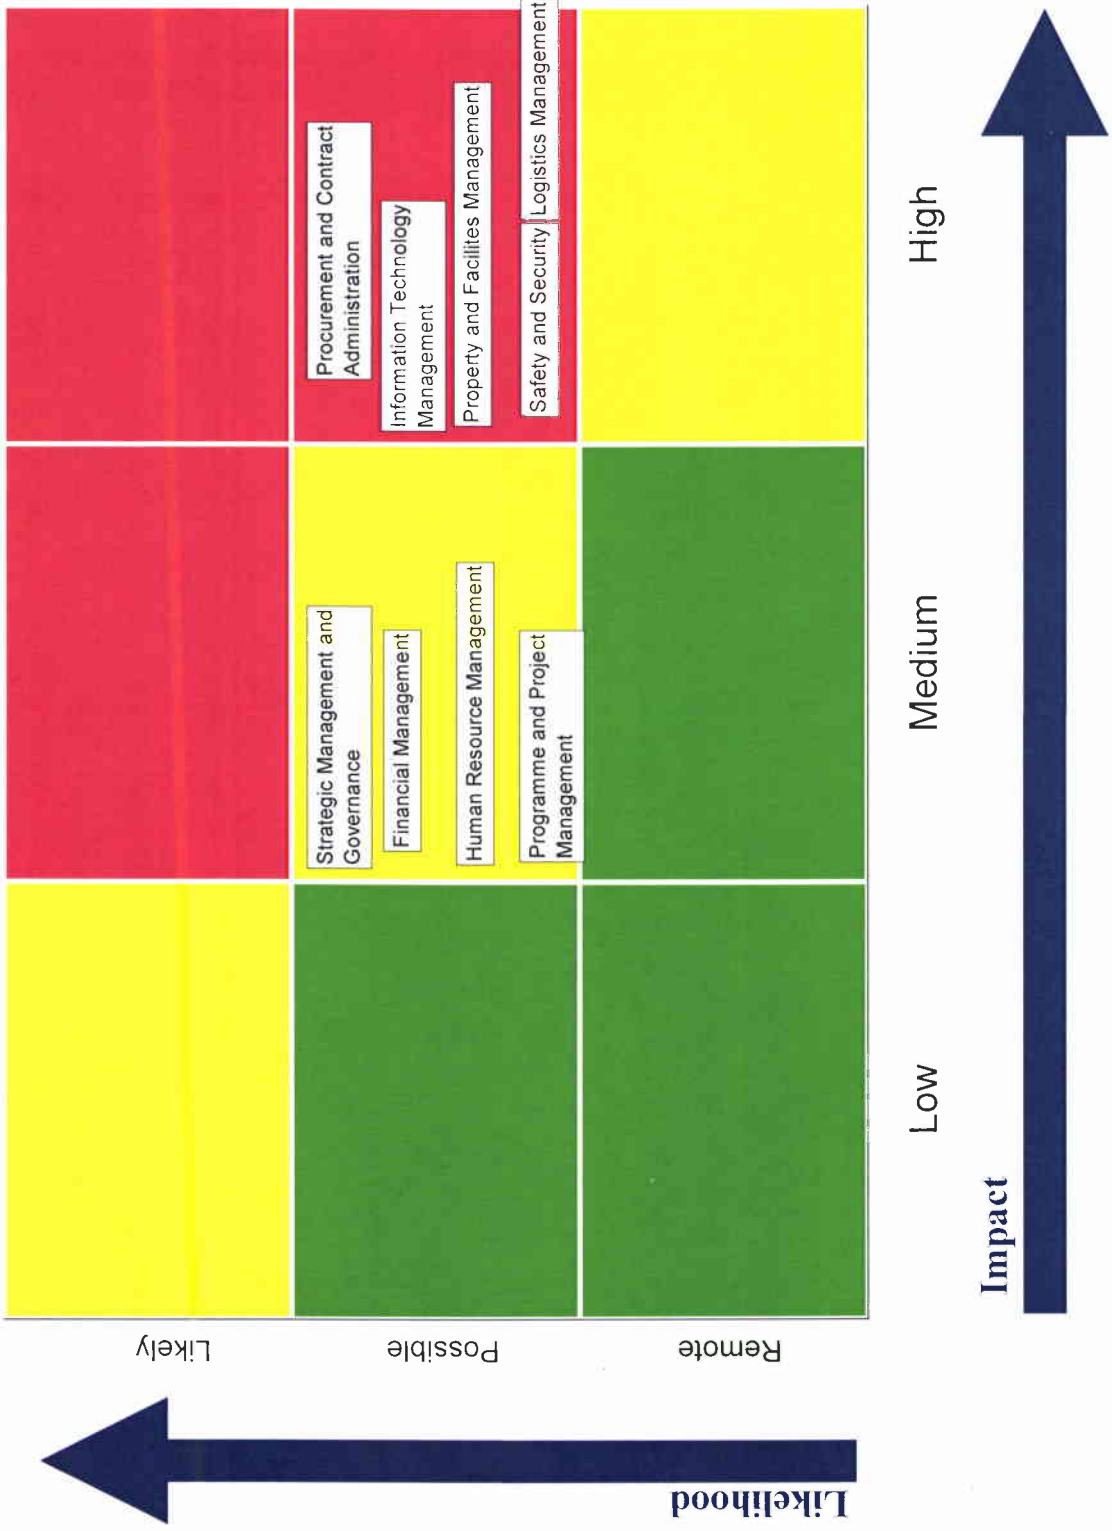 Likelihood
Likely
Possible
Remote
Strategic Management and
Governance
Financial Management
Human Resource Management
Programme and Project
Management
Procurement and Contract
Administration
Information Technology
Management
Property and Facilites Management
Safety and Security
Logistics Management
Low
Medium
High
Impact